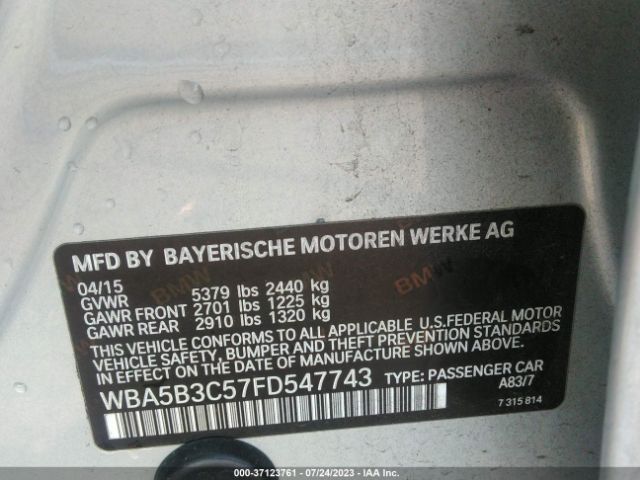 MFD BY BAYERISCHE MOTOREN WERKE AG
04/15
GVWR 5379 lbs 2440 kg
GAWR FRONT 2701 lbs 1225 kg
GAWR REAR 2910 lbs 1320 kg
THIS VEHICLE CONFORMS TO ALL APPLICABLE U.S.FEDERAL MOTOR
VEHICLE SAFETY, BUMPER, AND THEFT PREVENTION STANDARDS
IN EFFECT ON THE DATE OF MANUFACTURE SHOWN ABOVE.
WBA5B3C57FD547743 TYPE: PASSENGER CAR
A83/7
7 315 814
BMW
BMW
BMW
000-37123761 - 07/24/2023 - IAA Inc.